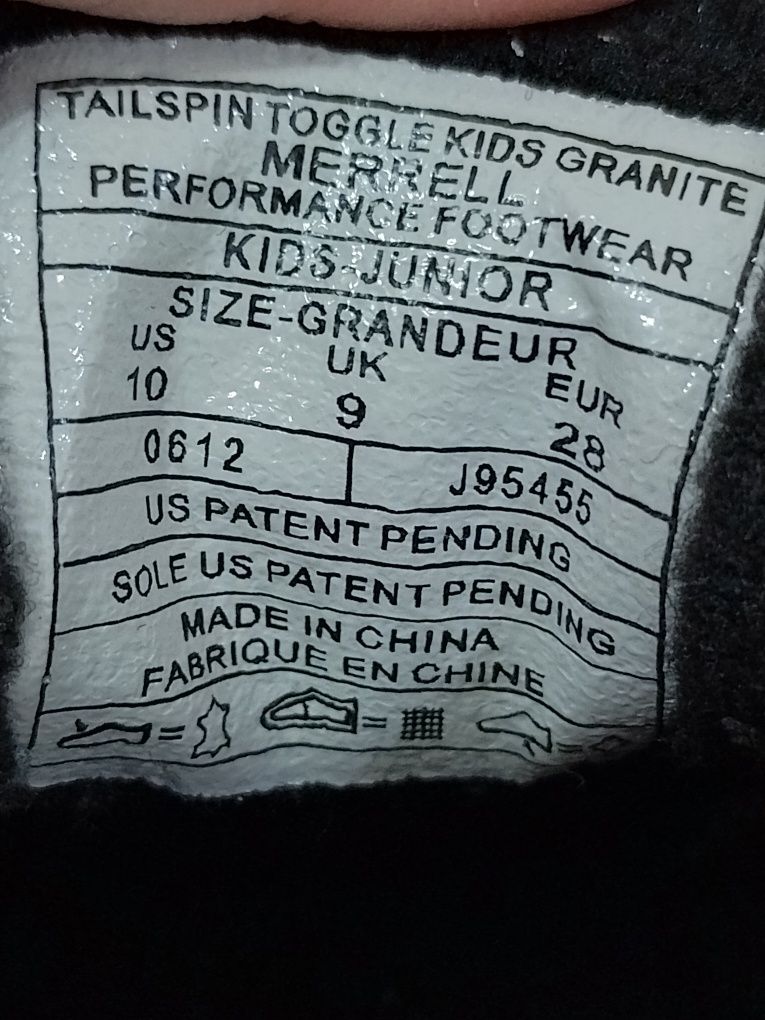 TAILSPIN TOGGLE KIDS GRANITE
MERRELL
PERFORMANCE FOOTWEAR
KIDS-JUNIOR
SIZE-GRANDEUR
US UK EUR
10 9 28
0612 J95455
US PATENT PENDING
SOLE US PATENT PENDING
MADE IN CHINA
FABRIQUE EN CHINE
= = =